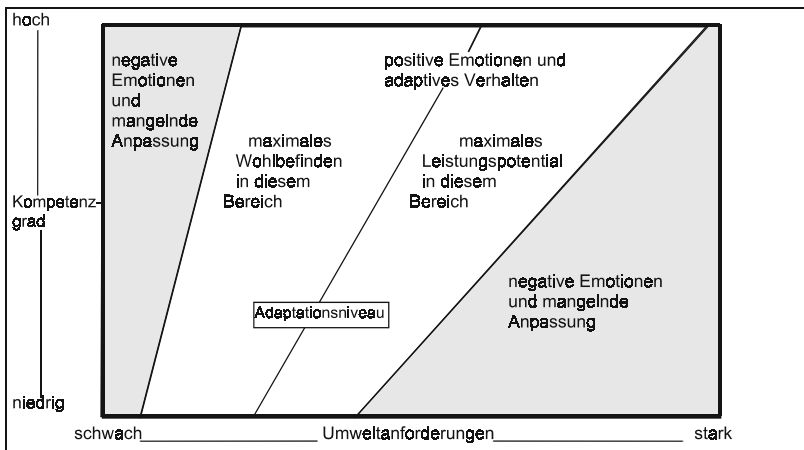 hoch
negative
Emotionen
und
mangelnde
Anpassung
positive Emotionen und
adaptives Verhalten
maximales
Wohlbefinden
in diesem
Bereich
maximales
Leistungspotential
in diesem
Bereich
Kompetenz-
grad
negative Emotionen
und mangelnde
Anpassung
Adaptationsniveau
niedrig
schwach Umweltanforderungen stark